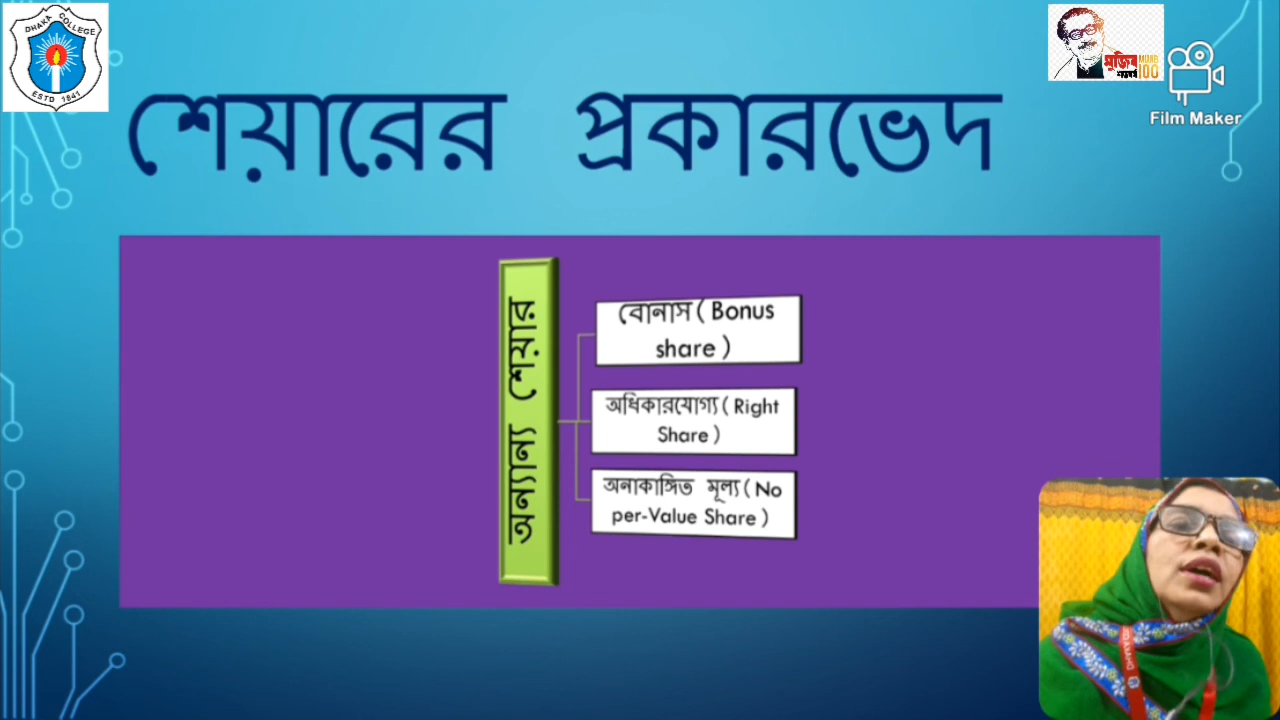 DHAKA COLLEGE
ESTD 1841
মুজিব
100
Film Maker
শেয়ারের প্রকারভেদ
অন্যান্য শেয়ার
বোনাস ( Bonus
share )
অধিকারযোগ্য ( Right
Share )
অনাকাঙ্গিত মূল্য ( No
per-Value Share )